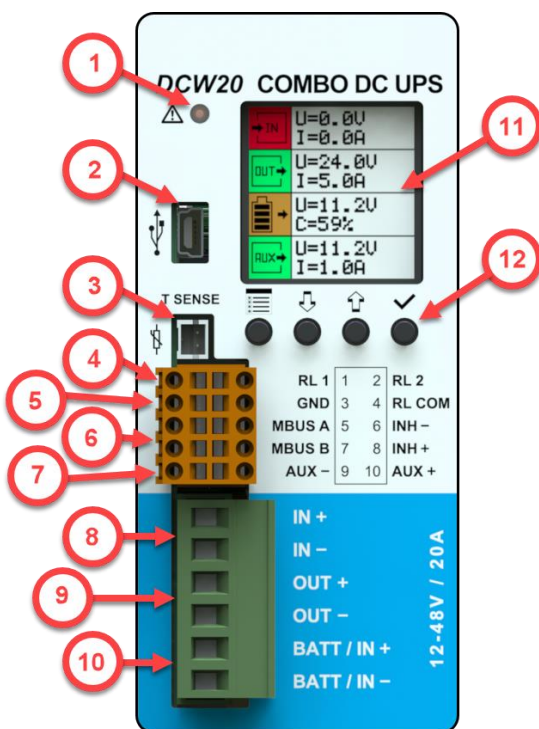 1
DCW20 COMBO DC UPS
→IN
U=0.0V
I=0.0A
11
2
OUT→
U=24.0V
I=5.0A
U=11.2V
C=59%
AUX→
U=11.2V
I=1.0A
12
3
T SENSE
4
RL 1 1 2 RL 2
5
GND 3 4 RL COM
6
MBUS A 5 6 INH −
MBUS B 7 8 INH +
7
AUX − 9 10 AUX +
IN +
8
IN −
OUT +
9
OUT −
BATT / IN +
10
BATT / IN −
12-48V / 20A